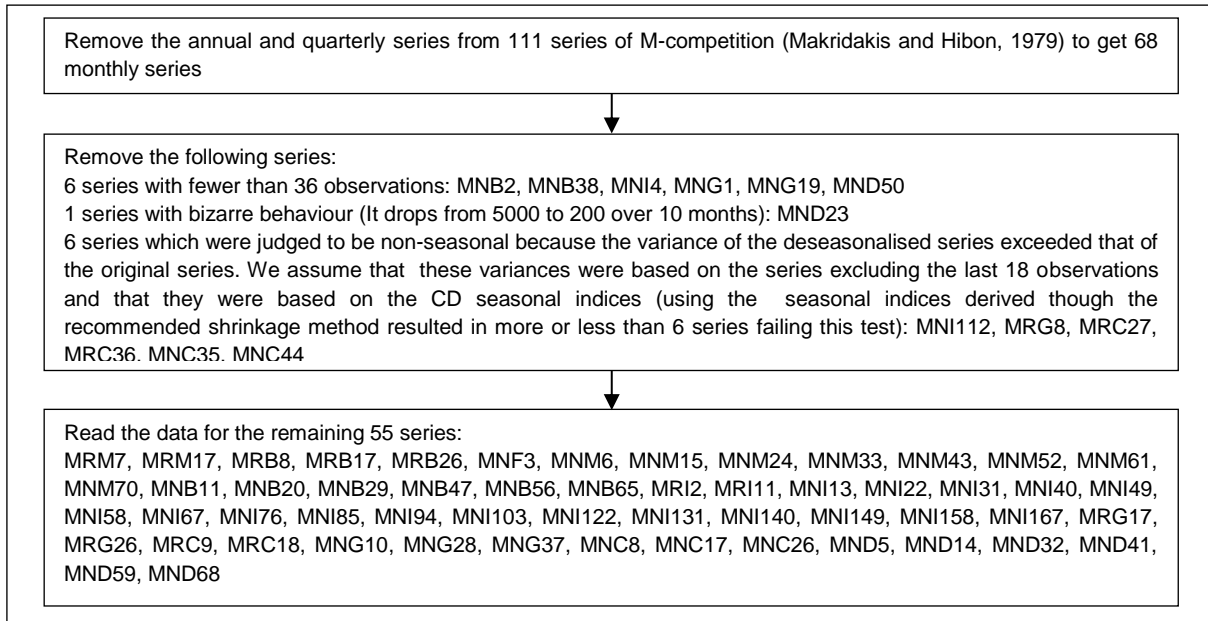 Remove the annual and quarterly series from 111 series of M-competition (Makridakis and Hibon, 1979) to get 68
monthly series
Remove the following series:
6 series with fewer than 36 observations: MNB2, MNB38, MNI4, MNG1, MNG19, MND50
1 series with bizarre behaviour (It drops from 5000 to 200 over 10 months): MND23
6 series which were judged to be non-seasonal because the variance of the deseasonalised series exceeded that of
the original series. We assume that these variances were based on the series excluding the last 18 observations
and that they were based on the CD seasonal indices (using the seasonal indices derived though the
recommended shrinkage method resulted in more or less than 6 series failing this test): MNI112, MRG8, MRC27,
MRC36, MNC35, MNC44
Read the data for the remaining 55 series:
MRM7, MRM17, MRB8, MRB17, MRB26, MNF3, MNM6, MNM15, MNM24, MNM33, MNM43, MNM52, MNM61,
MNM70, MNB11, MNB20, MNB29, MNB47, MNB56, MNB65, MRI2, MRI11, MNI13, MNI22, MNI31, MNI40, MNI49,
MNI58, MNI67, MNI76, MNI85, MNI94, MNI103, MNI122, MNI131, MNI140, MNI149, MNI158, MNI167, MRG17,
MRG26, MRC9, MRC18, MNG10, MNG28, MNG37, MNC8, MNC17, MNC26, MND5, MND14, MND32, MND41,
MND59, MND68